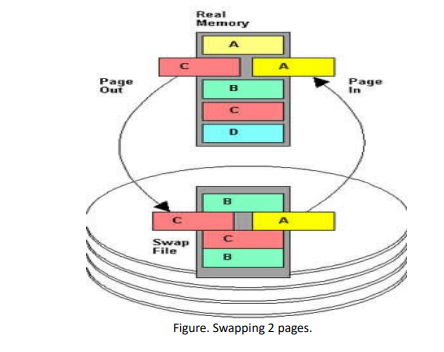 Real
Memory
A
C
A
Page
Out
Page
In
B
C
D
B
C
A
Swap
File
C
B
Figure. Swapping 2 pages.